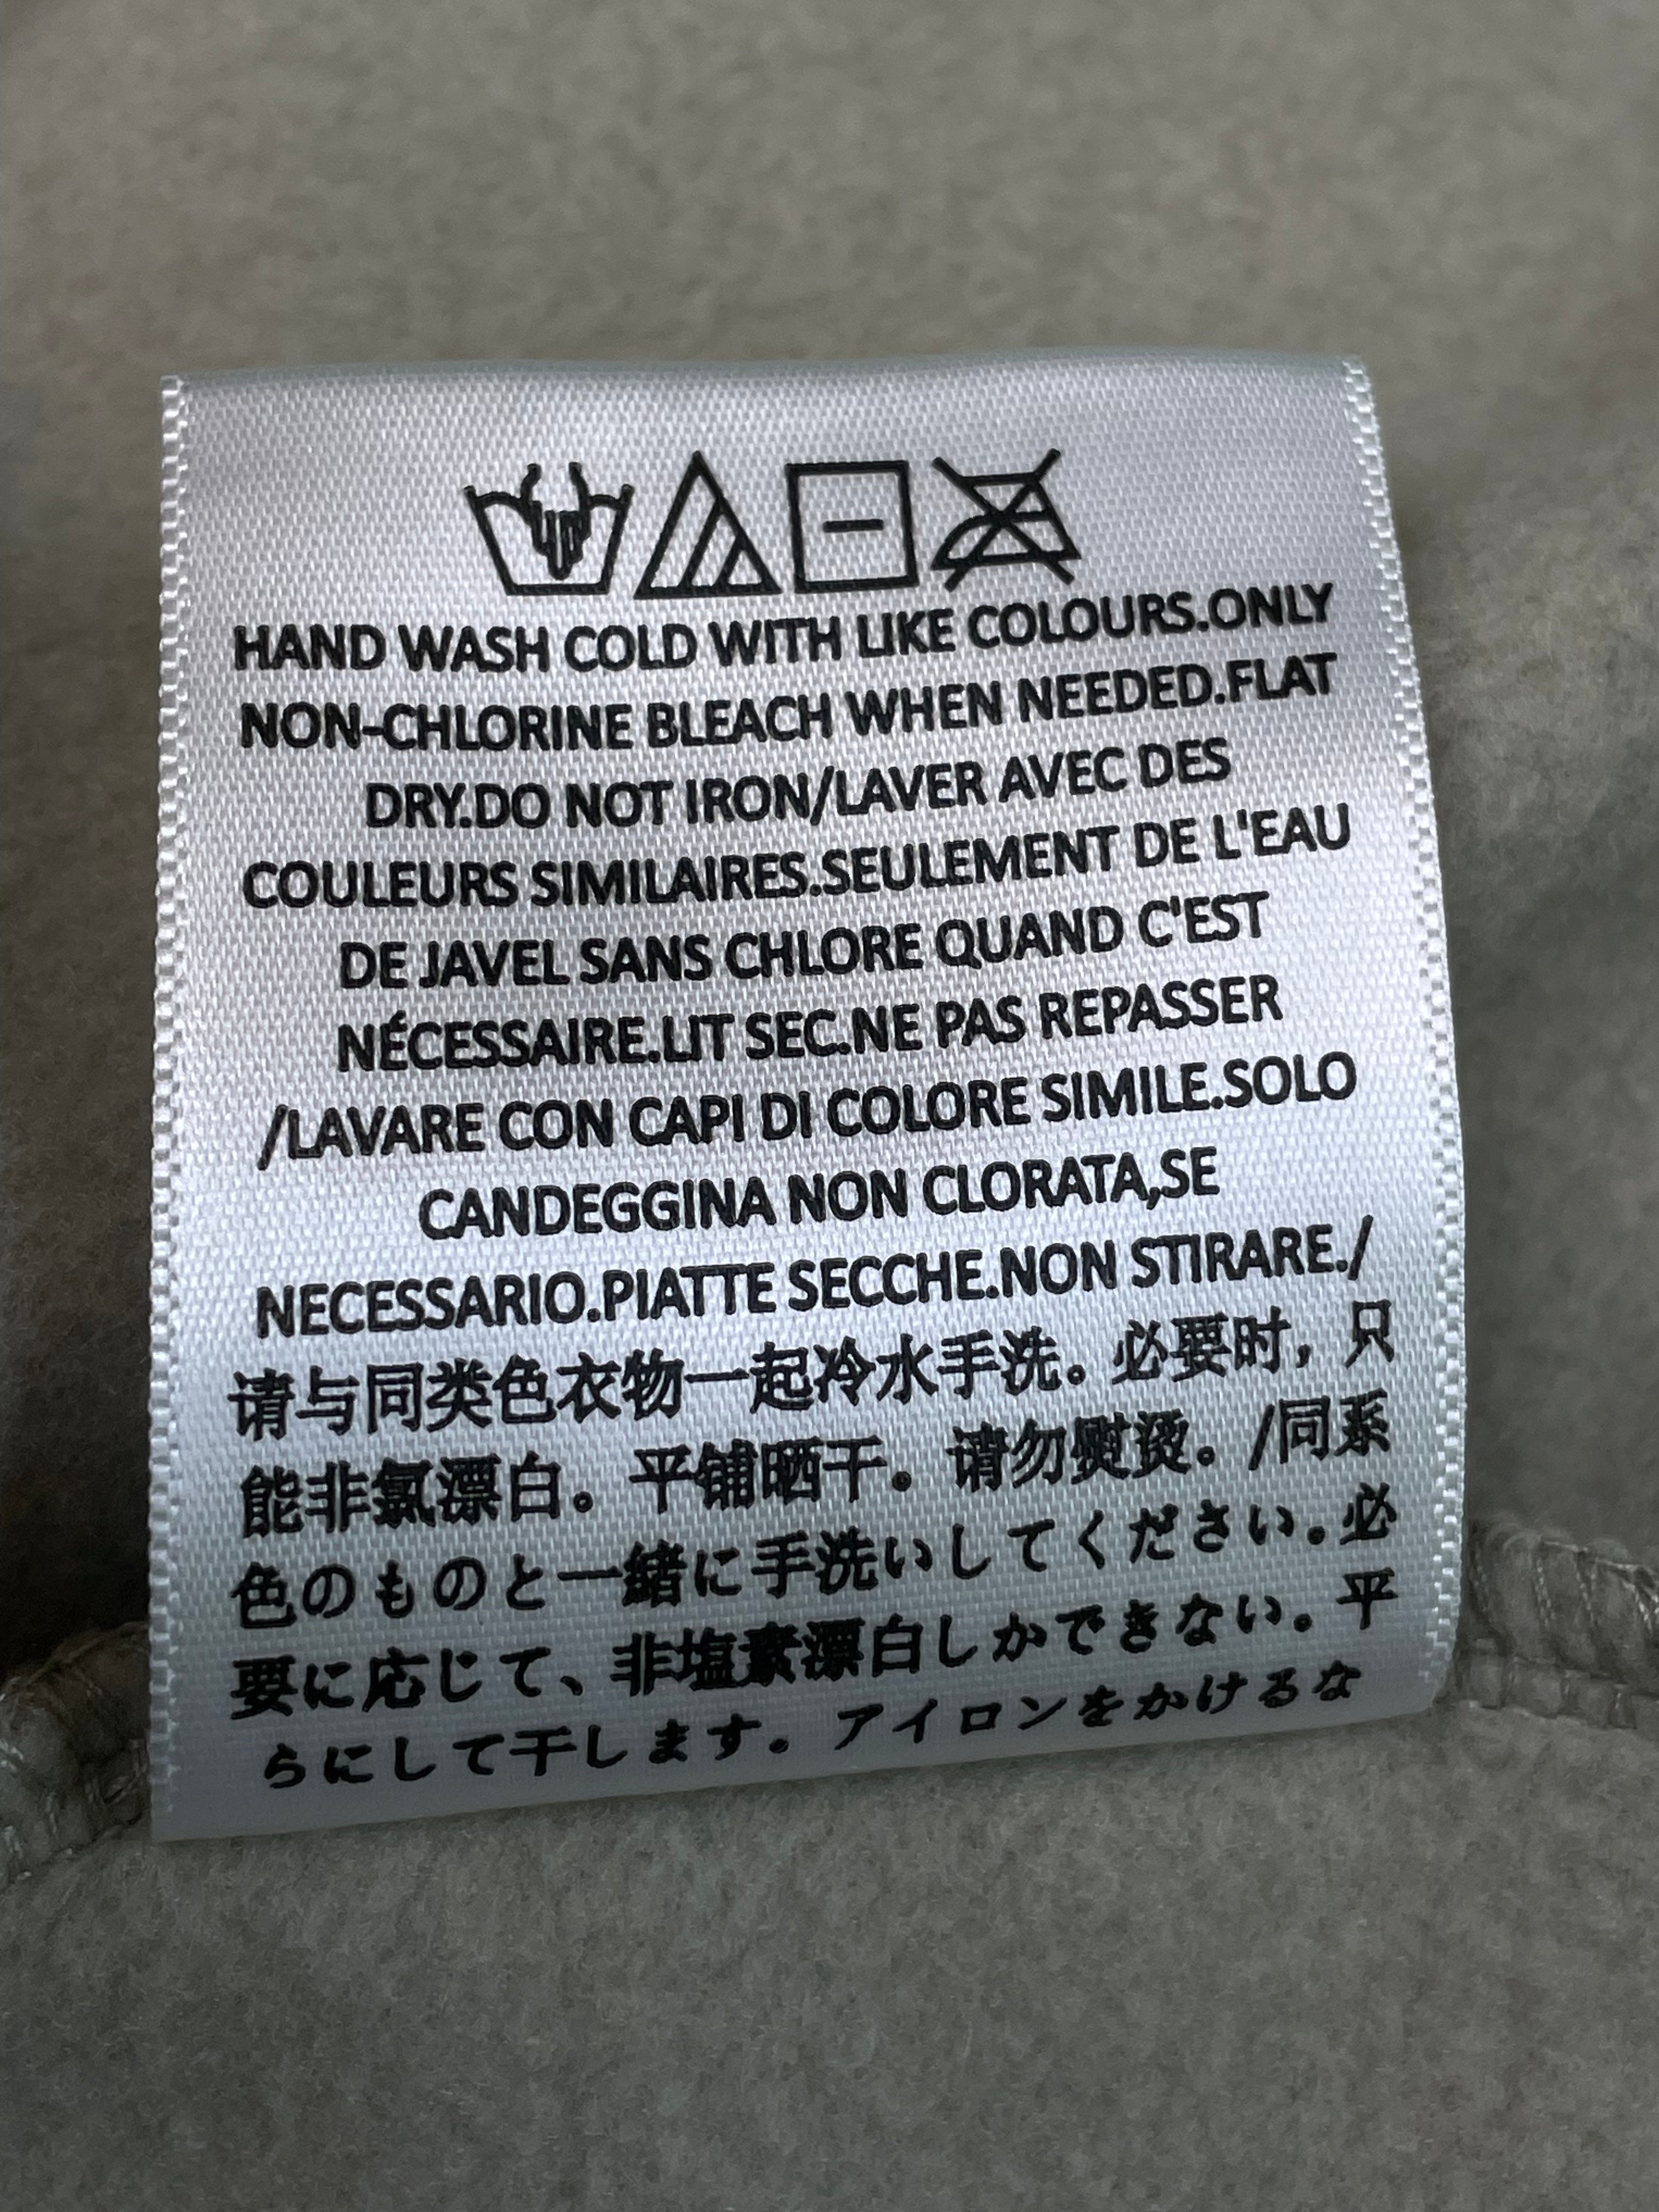 HAND WASH COLD WITH LIKE COLOURS.ONLY
NON-CHLORINE BLEACH WHEN NEEDED.FLAT
DRY.DO NOT IRON/LAVER AVEC DES
COULEURS SIMILAIRES.SEULEMENT DE L'EAU
DE JAVEL SANS CHLORE QUAND C'EST
NÉCESSAIRE.LIT SEC.NE PAS REPASSER
/LAVARE CON CAPI DI COLORE SIMILE.SOLO
CANDEGGINA NON CLORATA,SE
NECESSARIO.PIATTE SECCHE.NON STIRARE./
请与同类色衣物一起冷水手洗。必要时，只
能非氯漂白。平铺晒干。请勿熨烫。/同系
色のものと一緒に手洗いしてください。必
要に応じて、非塩素漂白しかできない。平
らにして干します。アイロンをかけるな